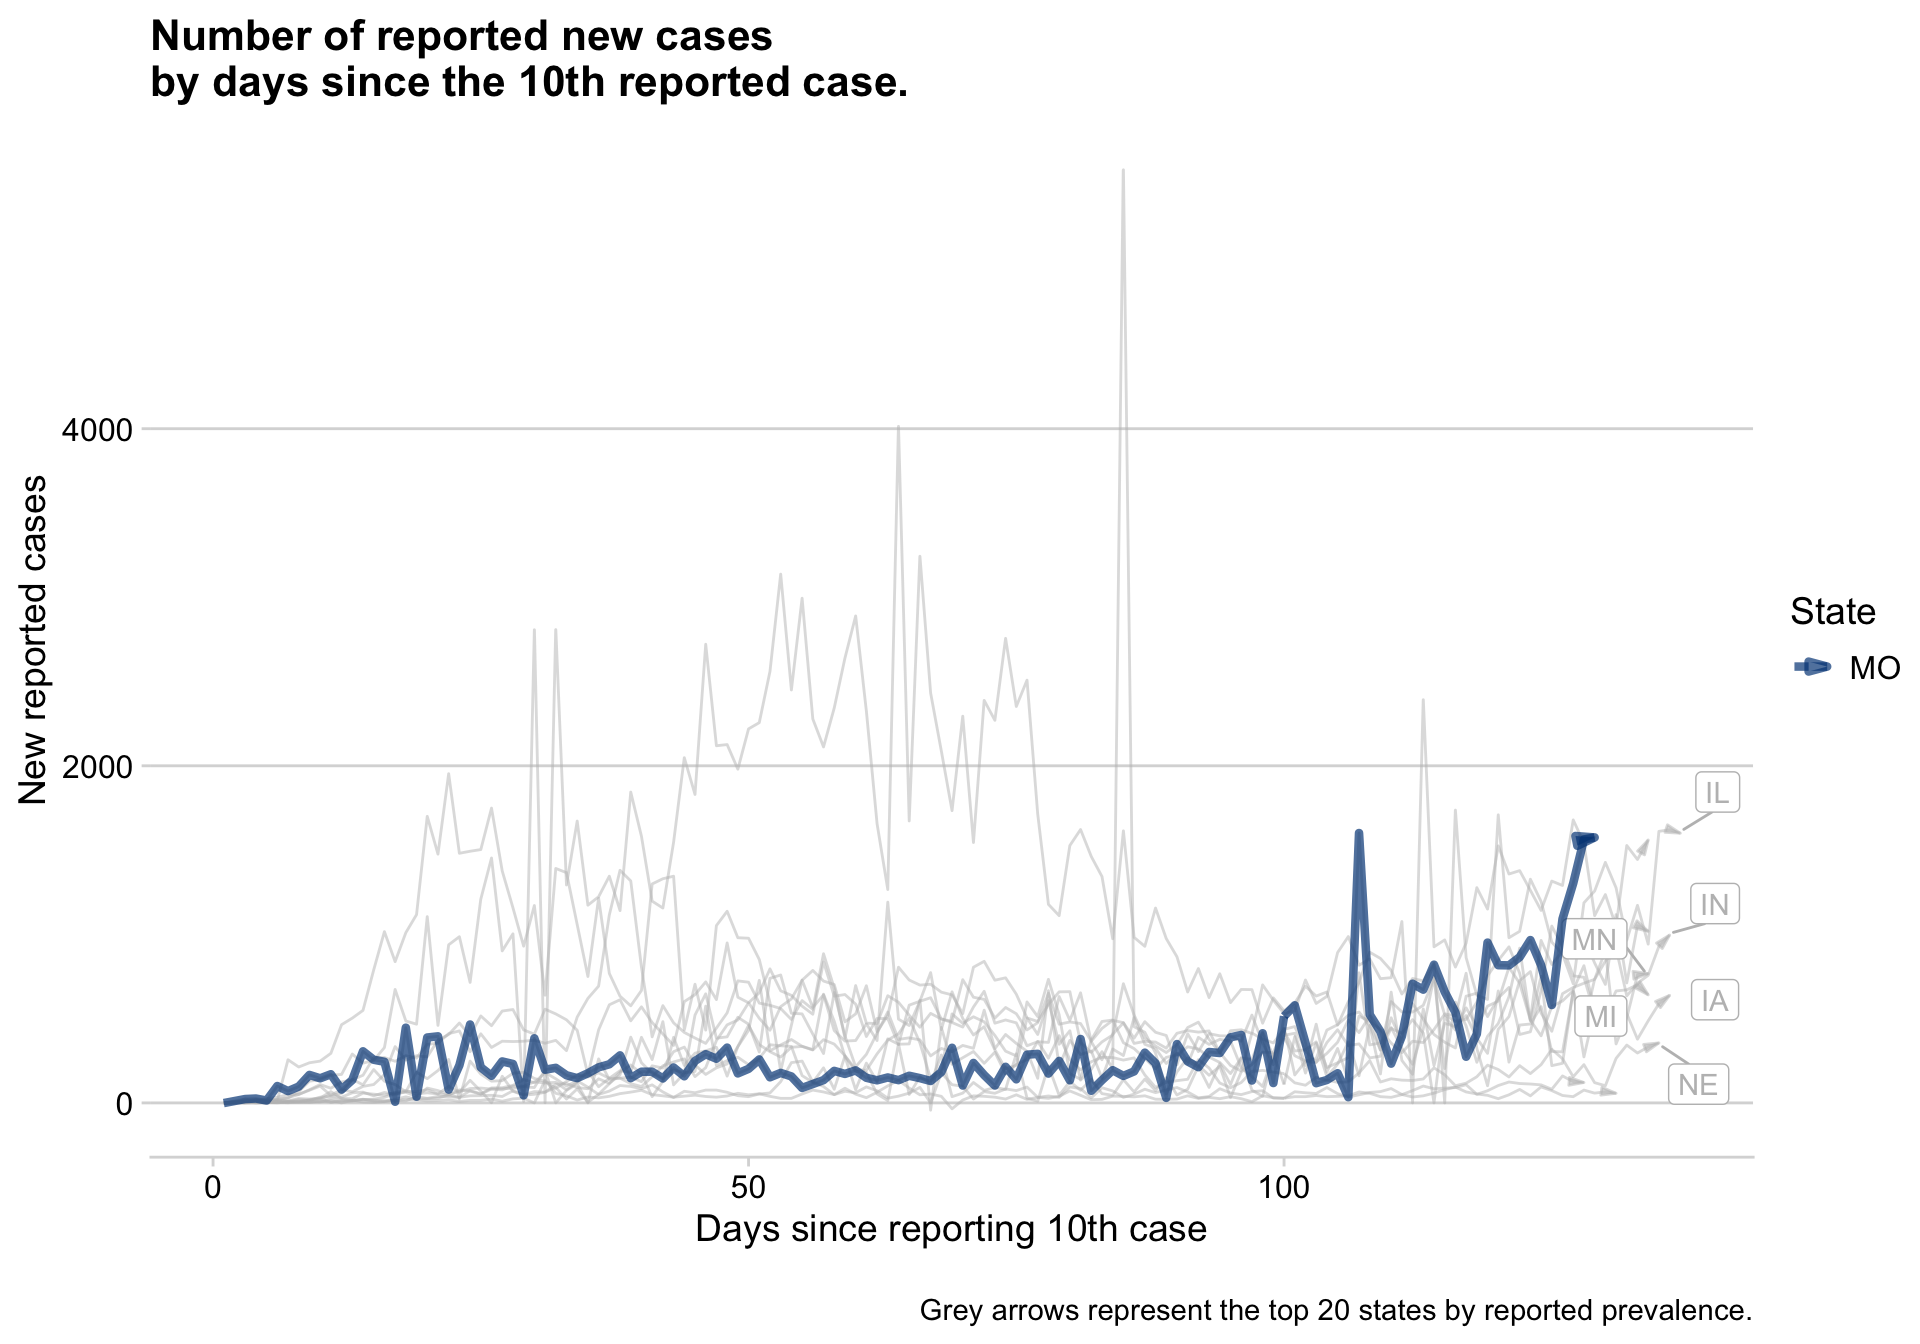 Number of reported new cases
by days since the 10th reported case.
New reported cases
4000
2000
0
0
50
100
Days since reporting 10th case
IL
IN
MN
IA
MI
NE
State
MO
Grey arrows represent the top 20 states by reported prevalence.